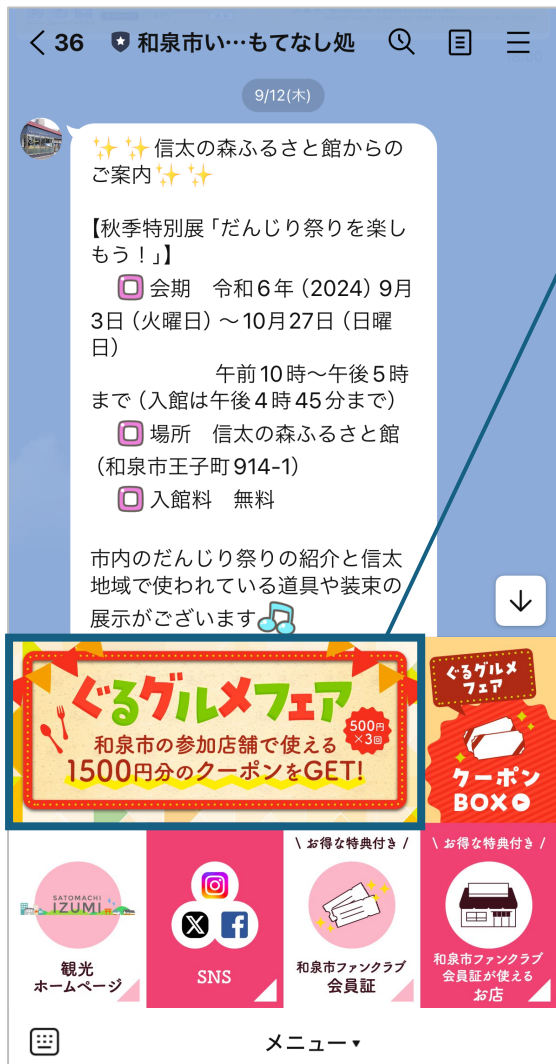 36 和泉市い…もてなし処
9/12(木)
✨✨信太の森ふるさと館からの
ご案内✨✨
【秋季特別展「だんじり祭りを楽し
もう！」】
会期　令和6年（2024）9月
3日（火曜日）～10月27日（日曜
日）
午前10時～午後5時
まで（入館は午後4時45分まで）
場所　信太の森ふるさと館
（和泉市王子町914-1）
入館料　無料
市内のだんじり祭りの紹介と信太
地域で使われている道具や装束の
展示がございます
ぐるグルメフェア
和泉市の参加店舗で使える
1500円分のクーポンをGET!
500円
×3回
ぐるグルメ
フェア
クーポン
BOX
SATOMACHI
IZUMI
観光
ホームページ
SNS
\ お得な特典付き /
和泉市ファンクラブ
会員証
\ お得な特典付き /
和泉市ファンクラブ
会員証が使える
お店
メニュー▼